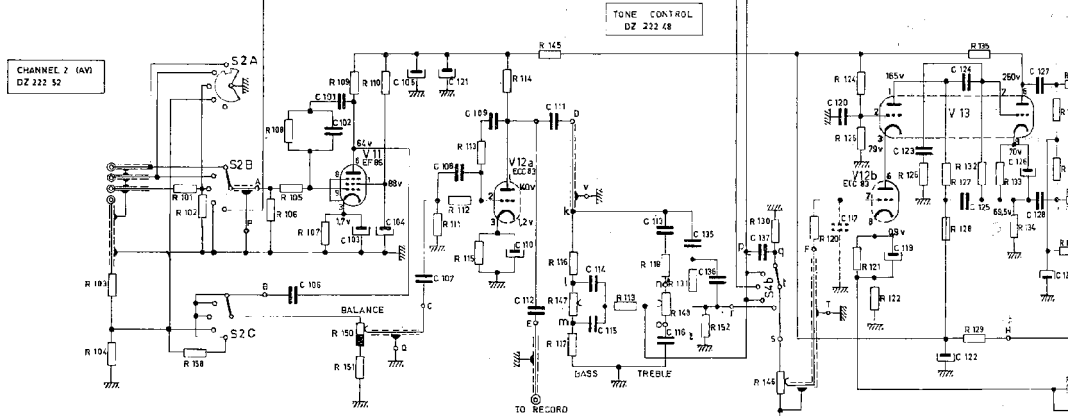 TONE CONTROL
DZ 222 48
CHANNEL 2 (AV)
DZ 222 52
S2A
R 109
R 110
C 105
C 121
R 114
R 145
R 135
C 101
C 102
R 108
64v
V11
EF 86
88v
1,7v
C 109
C 111
D
R 113
C 108
R 112
R 111
V12a
ECC 83
1,2v
R 124
165v
C 124
250v
C 127
C 120
R 125
79v
V 13
70v
C 123
C 126
V12b
ECC 83
R 126
R 127
R 132
R 133
C 125
C 128
R 128
69,5v
R 134
S2B
R 101
R 102
A
P
R 105
R 106
R 107
C 103
C 104
R 115
C 110
C 107
C
k
v
C 113
C 135
R 130
C 137
p
q
R 120
C 117
F
0,9v
C 119
R 121
R 122
R 103
B
C 106
S2C
BALANCE
R 150
R 151
Q
R 104
R 158
C 112
E
R 116
l
C 114
R 147
m
C 115
R 117
R 119
R 118
n
R 131
C 136
R 148
o
C 116
R 152
r
S4b
t
s
R 146
T
R 129
H
C 122
BASS
TREBLE
TO RECORD